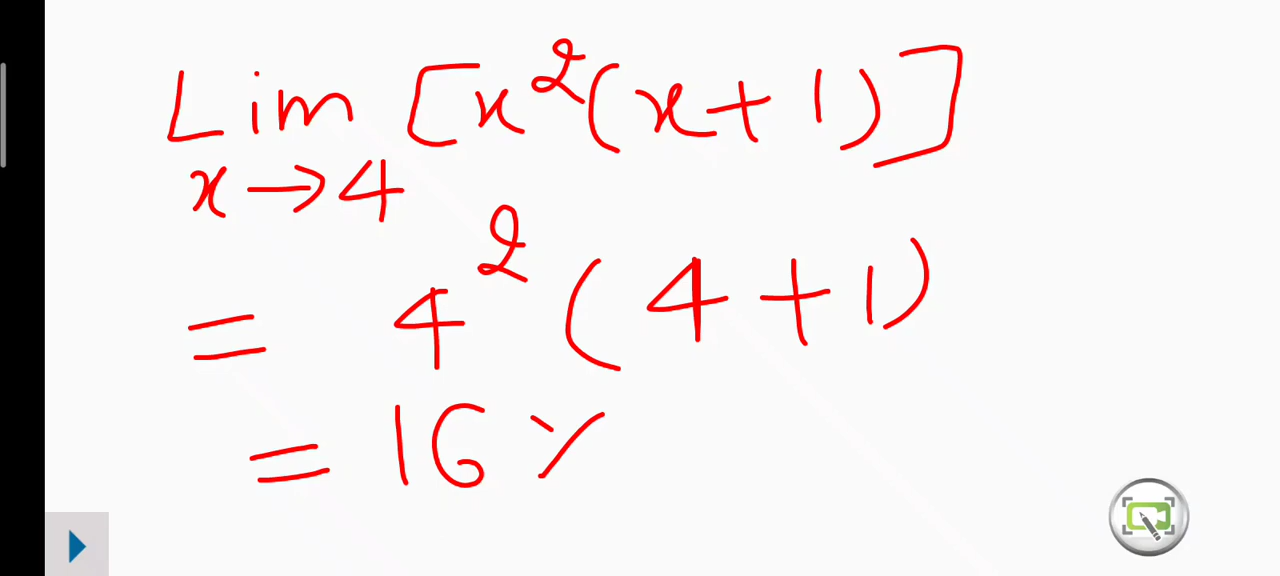 Lim [x²(x+1)]
x→4
= 4² (4+1)
= 16 ×